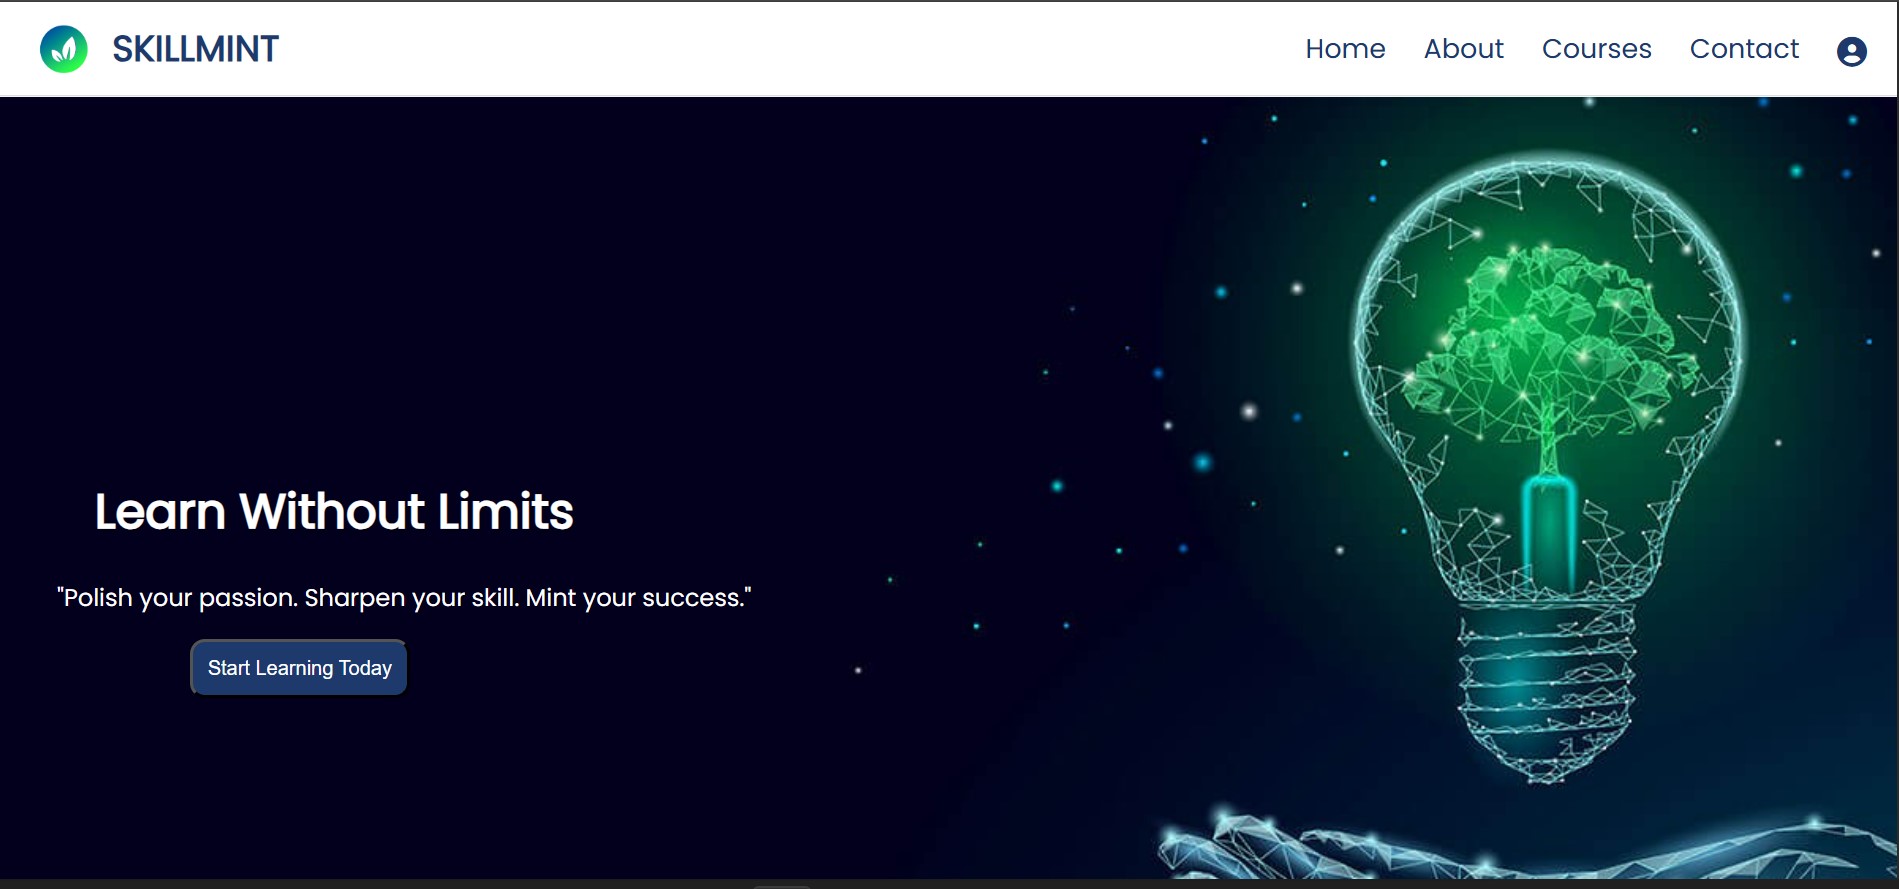 SKILLMINT
Home About Courses Contact
Learn Without Limits
"Polish your passion. Sharpen your skill. Mint your success."
Start Learning Today